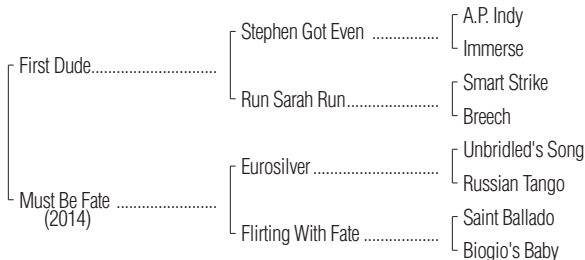 A.P. Indy
Stephen Got Even ................
Immerse
First Dude..............................
Smart Strike
Run Sarah Run......................
Breech
Unbridled's Song
Eurosilver ..............................
Russian Tango
Must Be Fate ........................
(2014)
Saint Ballado
Flirting With Fate ..................
Biogio's Baby